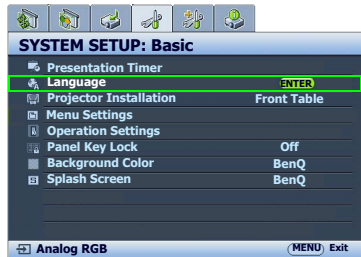 SYSTEM SETUP: Basic
Presentation Timer
Language ENTER
Projector Installation Front Table
Menu Settings
Operation Settings
Panel Key Lock Off
Background Color BenQ
Splash Screen BenQ
Analog RGB MENU Exit